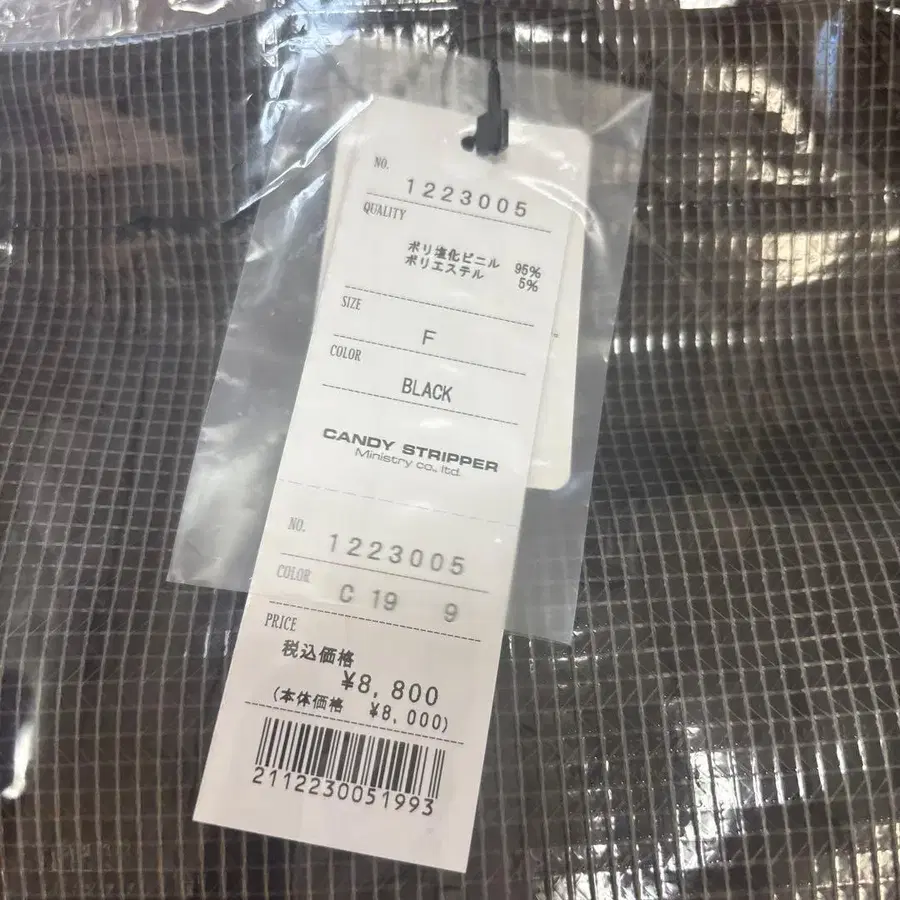 NO.
1223005
QUALITY
ポリ塩化ビニル 95%
ポリエステル 5%
SIZE
F
COLOR
BLACK
CANDY STRIPPER
Ministry co., ltd.
NO.
1223005
COLOR
C 19 9
PRICE
税込価格
¥8,800
(本体価格 ¥8,000)
2112230051993